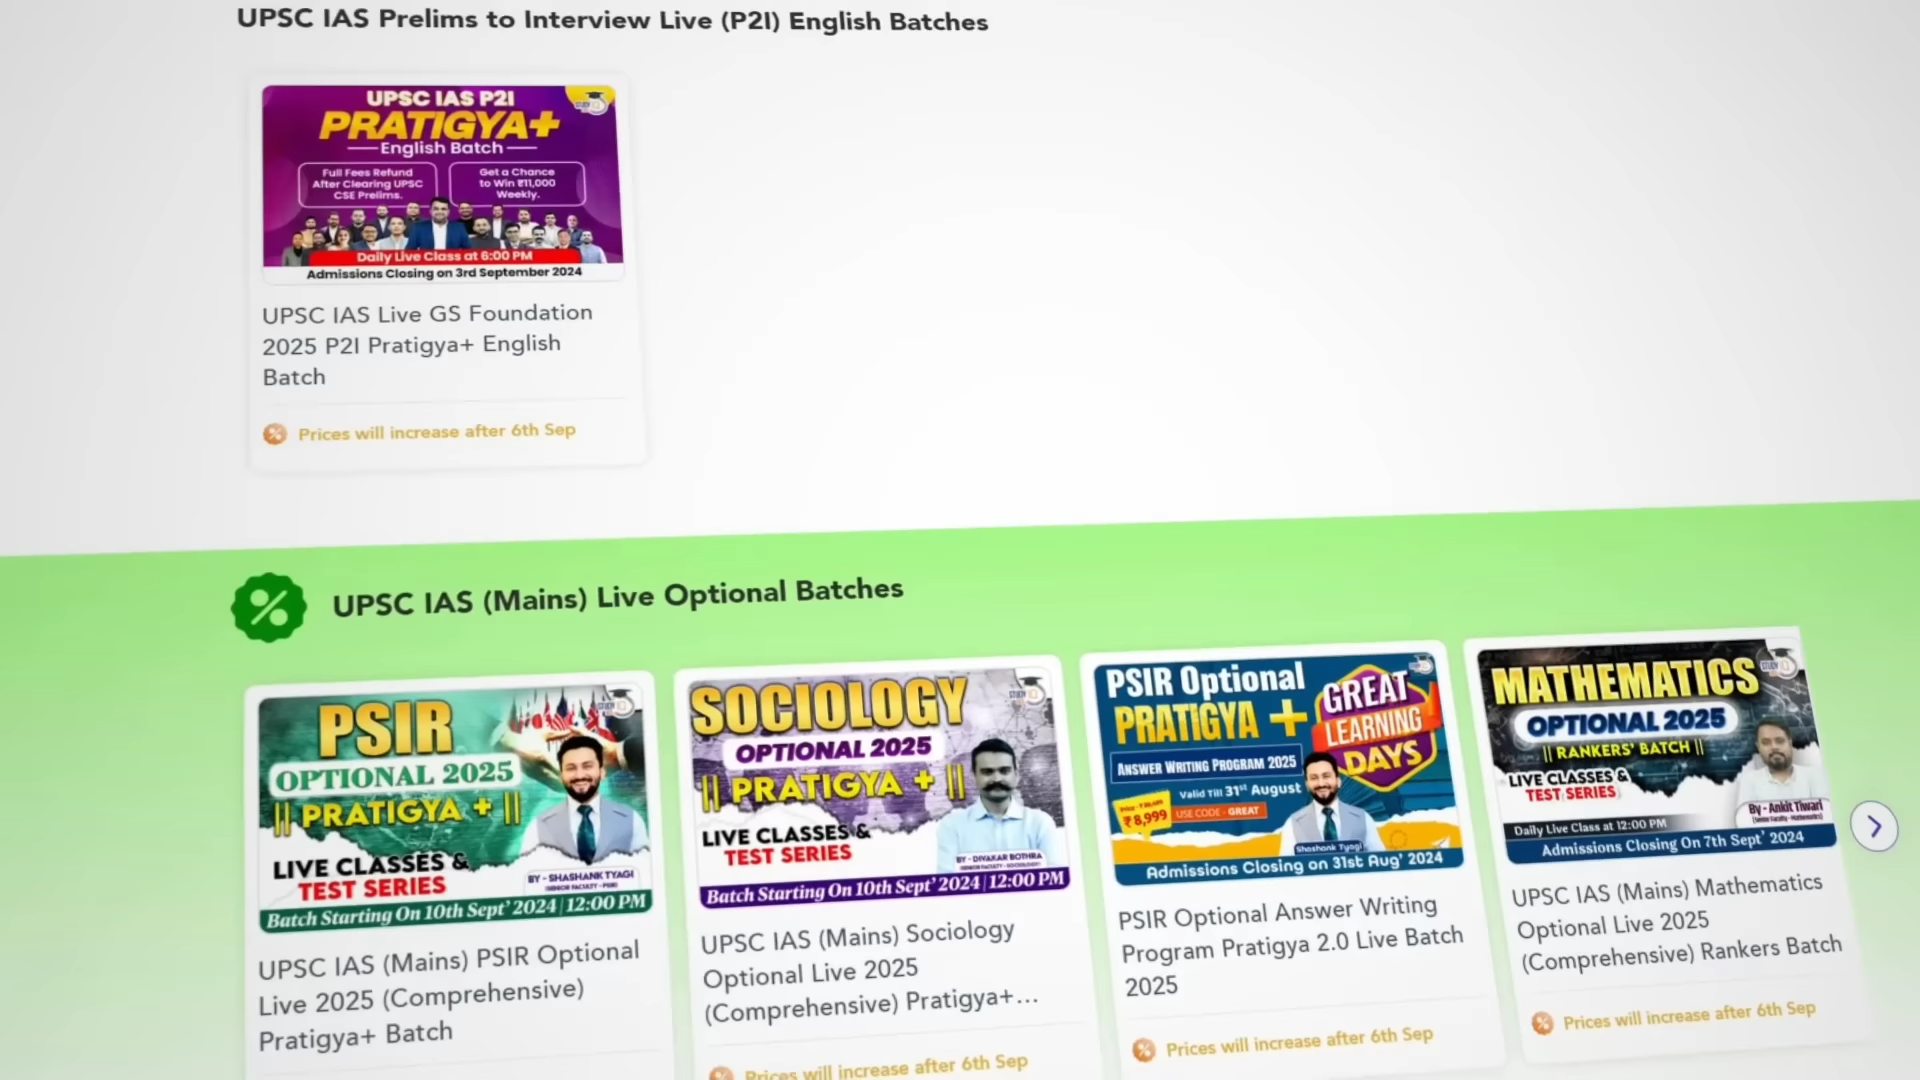 UPSC IAS Prelims to Interview Live (P2I) English Batches
UPSC IAS P2I
PRATIGYA+
English Batch
Full Fees Refund
After Clearing UPSC
CSE Prelims.
Get a Chance
to Win ₹11,000
Weekly.
Daily Live Class at 6:00 PM
Admissions Closing on 3rd September 2024
UPSC IAS Live GS Foundation
2025 P2I Pratigya+ English
Batch
Prices will increase after 6th Sep
UPSC IAS (Mains) Live Optional Batches
PSIR
OPTIONAL 2025
|| PRATIGYA + ||
LIVE CLASSES &
TEST SERIES
BY - SHASHANK TYAGI
Batch Starting On 10th Sept' 2024 | 12:00 PM
UPSC IAS (Mains) PSIR Optional
Live 2025 (Comprehensive)
Pratigya+ Batch
SOCIOLOGY
OPTIONAL 2025
|| PRATIGYA + ||
LIVE CLASSES &
TEST SERIES
BY - DIVAKAR BOTHRA
Batch Starting On 10th Sept' 2024 | 12:00 PM
UPSC IAS (Mains) Sociology
Optional Live 2025
(Comprehensive) Pratigya+...
Prices will increase after 6th Sep
PSIR Optional
PRATIGYA +
GREAT
LEARNING
DAYS
ANSWER WRITING PROGRAM 2025
Valid Till 31st August
₹8,999
USE CODE - GREAT
Shashank Tyagi
Admissions Closing on 31st Aug' 2024
PSIR Optional Answer Writing
Program Pratigya 2.0 Live Batch
2025
Prices will increase after 6th Sep
MATHEMATICS
OPTIONAL 2025
|| RANKERS' BATCH ||
LIVE CLASSES &
TEST SERIES
By - Ankit Tiwari
Daily Live Class at 12:00 PM
Admissions Closing On 7th Sept' 2024
UPSC IAS (Mains) Mathematics
Optional Live 2025
(Comprehensive) Rankers Batch
Prices will increase after 6th Sep